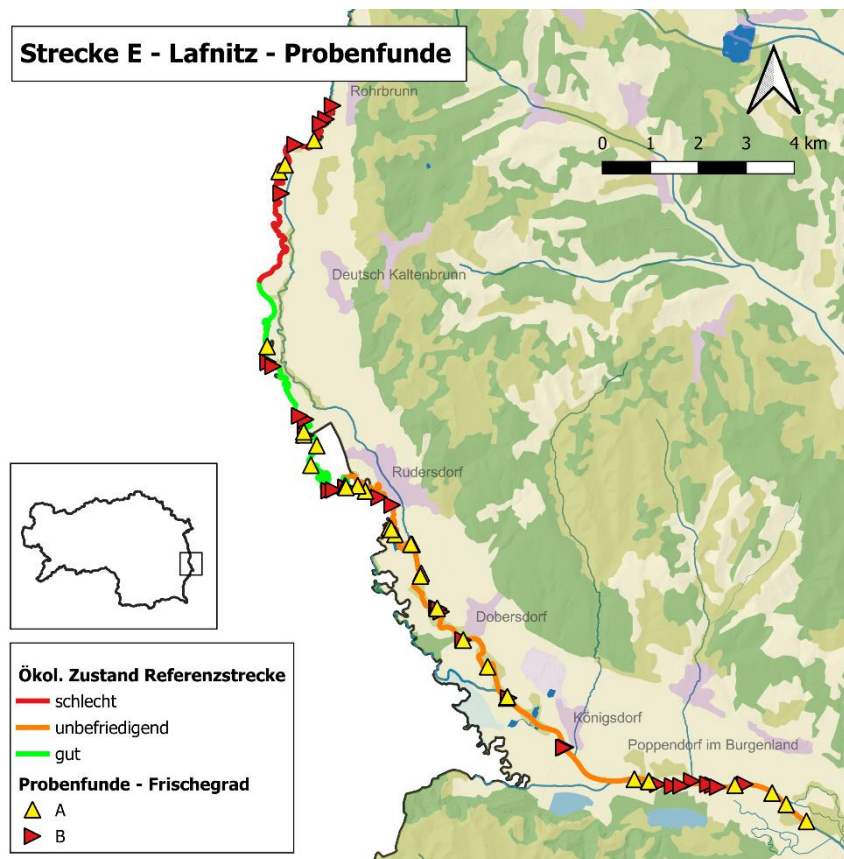 Strecke E - Lafnitz - Probenfunde
Rohrbrunn
0 1 2 3 4 km
Deutsch Kaltenbrunn
Rudersdorf
Dobersdorf
Königsdorf
Poppendorf im Burgenland
Ökol. Zustand Referenzstrecke
schlecht
unbefriedigend
gut
Probenfunde - Frischegrad
A
B